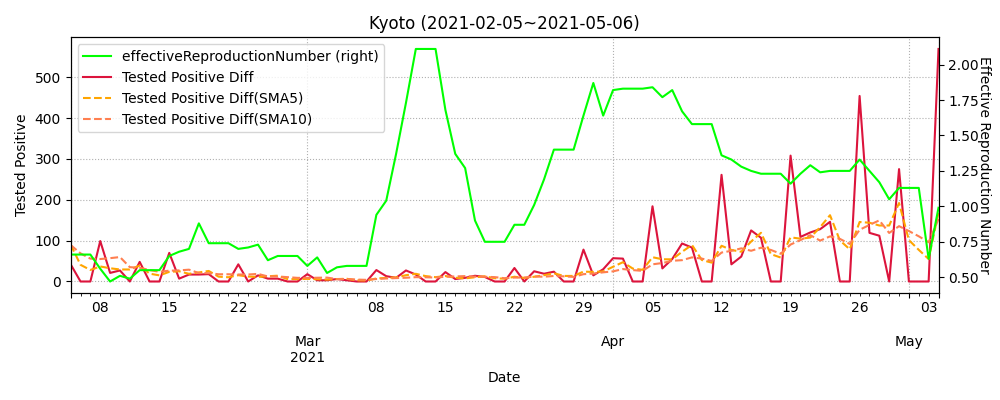 Kyoto (2021-02-05~2021-05-06)
effectiveReproductionNumber (right)
Tested Positive Diff
Tested Positive Diff(SMA5)
Tested Positive Diff(SMA10)
Tested Positive
500
400
300
200
100
0
2.00
1.75
1.50
1.25
1.00
0.75
0.50
Effective Reproduction Number
08 15 22 08 15 22 29 05 12 19 26 03
Mar Apr May
2021
Date